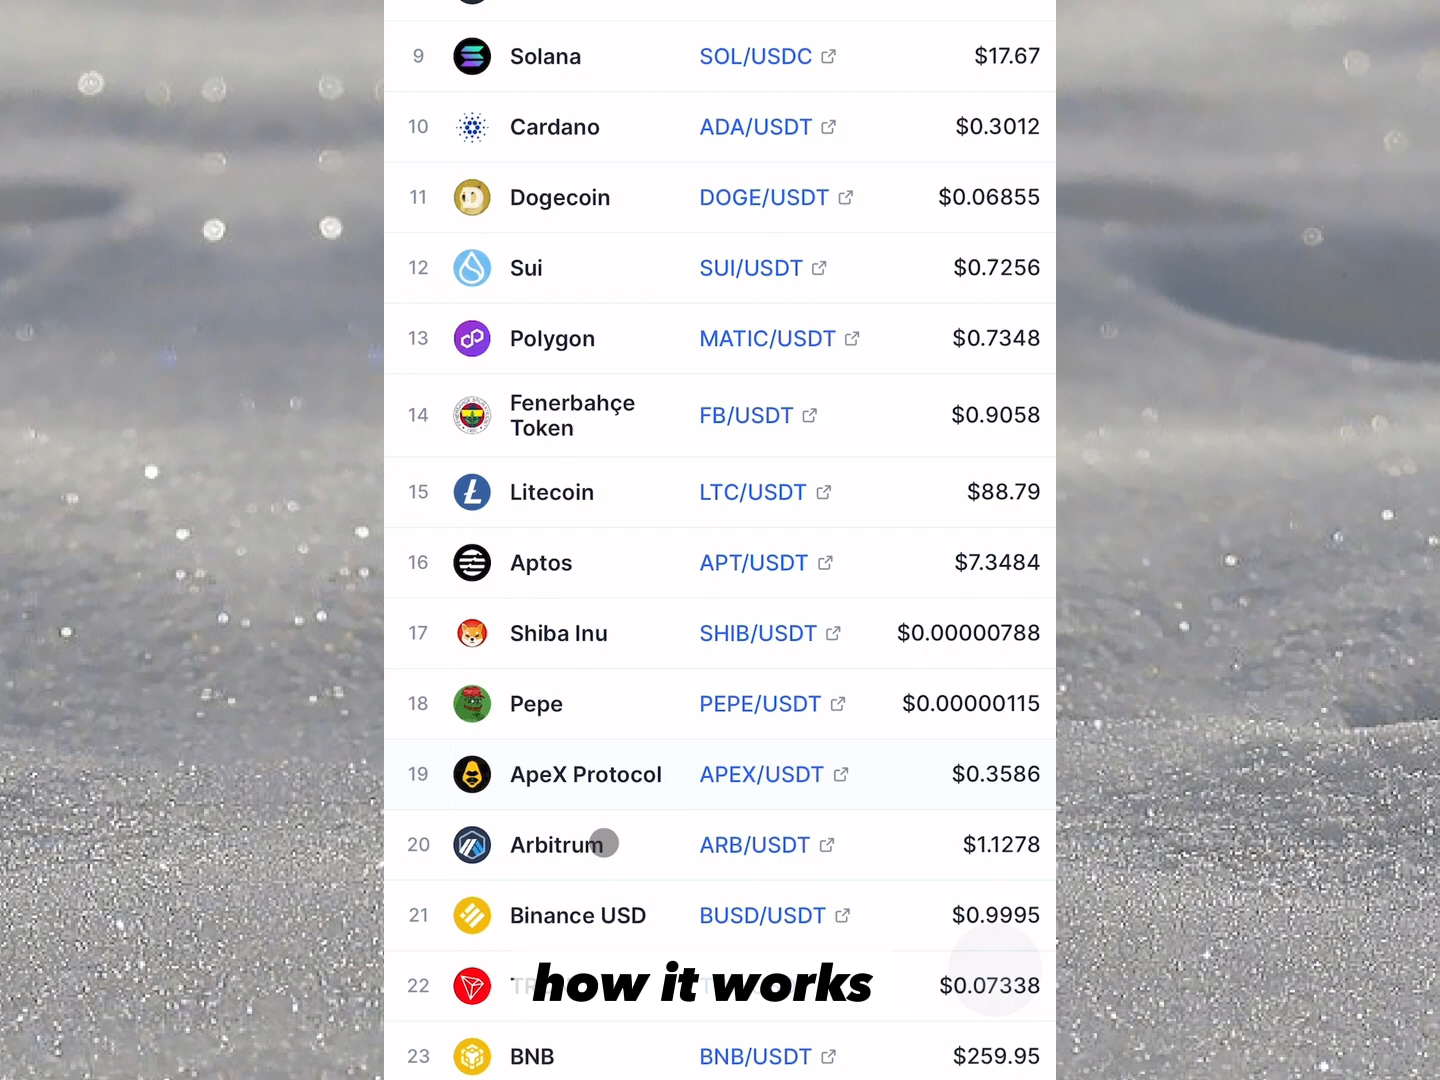 9 Solana SOL/USDC $17.67
10 Cardano ADA/USDT $0.3012
11 Dogecoin DOGE/USDT $0.06855
12 Sui SUI/USDT $0.7256
13 Polygon MATIC/USDT $0.7348
14 Fenerbahçe Token FB/USDT $0.9058
15 Litecoin LTC/USDT $88.79
16 Aptos APT/USDT $7.3484
17 Shiba Inu SHIB/USDT $0.00000788
18 Pepe PEPE/USDT $0.00000115
19 ApeX Protocol APEX/USDT $0.3586
20 Arbitrum ARB/USDT $1.1278
21 Binance USD BUSD/USDT $0.9995
22 $0.07338
how it works
23 BNB BNB/USDT $259.95